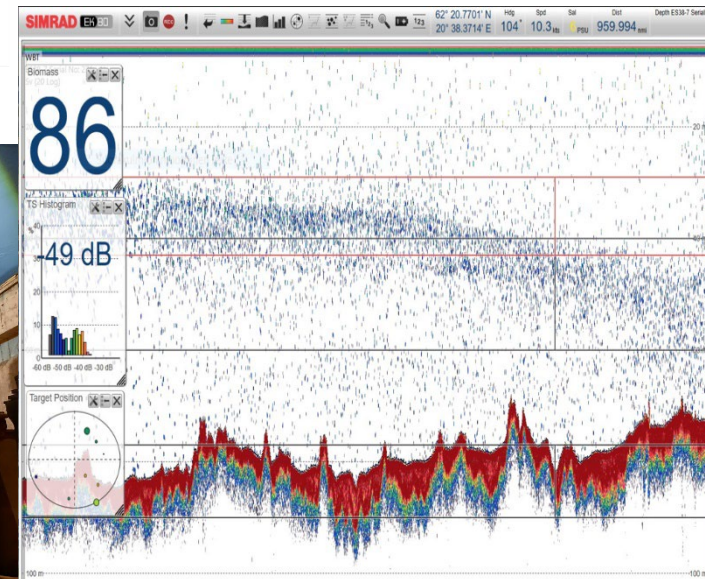 SIMRAD EK80 123 62° 20.7701' N Hdg Spd Sal Dist Depth ES38-7 Serial
20° 38.3714' E 104° 10.3 kts PSU 959.994 nmi
WBT
Biomass
86
20 m
TS Histogram
%
40
-49 dB
30
20
10
0
-60 dB -50 dB -40 dB -30 dB
Target Position
100 m 100 m